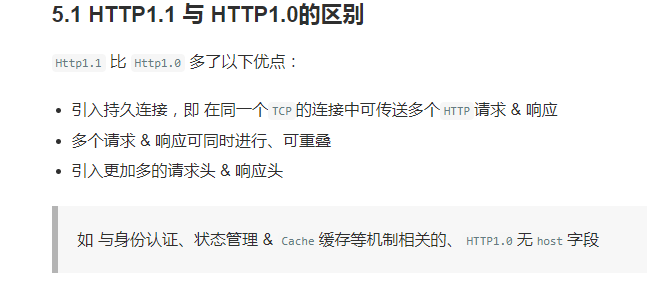 5.1 HTTP1.1 与 HTTP1.0的区别
Http1.1 比 Http1.0 多了以下优点：
引入持久连接，即 在同一个 TCP 的连接中可传送多个 HTTP 请求 & 响应
多个请求 & 响应可同时进行、可重叠
引入更加多的请求头 & 响应头
如 与身份认证、状态管理 & Cache 缓存等机制相关的、 HTTP1.0 无 host 字段